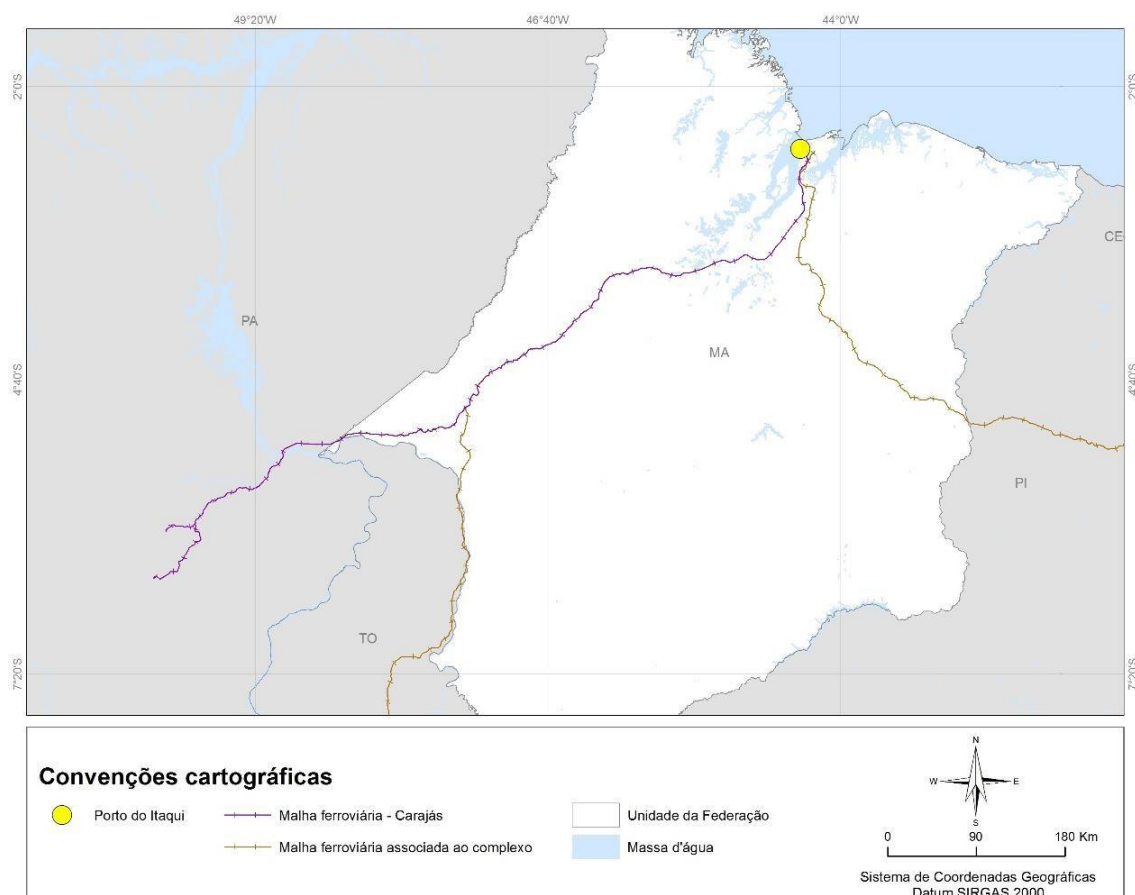 49°20'W 46°40'W 44°0'W
2°0'S 2°0'S
CE
PA
MA
4°40'S 4°40'S
PI
TO
7°20'S 7°20'S
Convenções cartográficas
Porto do Itaqui
Malha ferroviária - Carajás
Malha ferroviária associada ao complexo
Unidade da Federação
Massa d'água
N
W E
S
0 90 180 Km
Sistema de Coordenadas Geográficas
Datum SIRGAS 2000